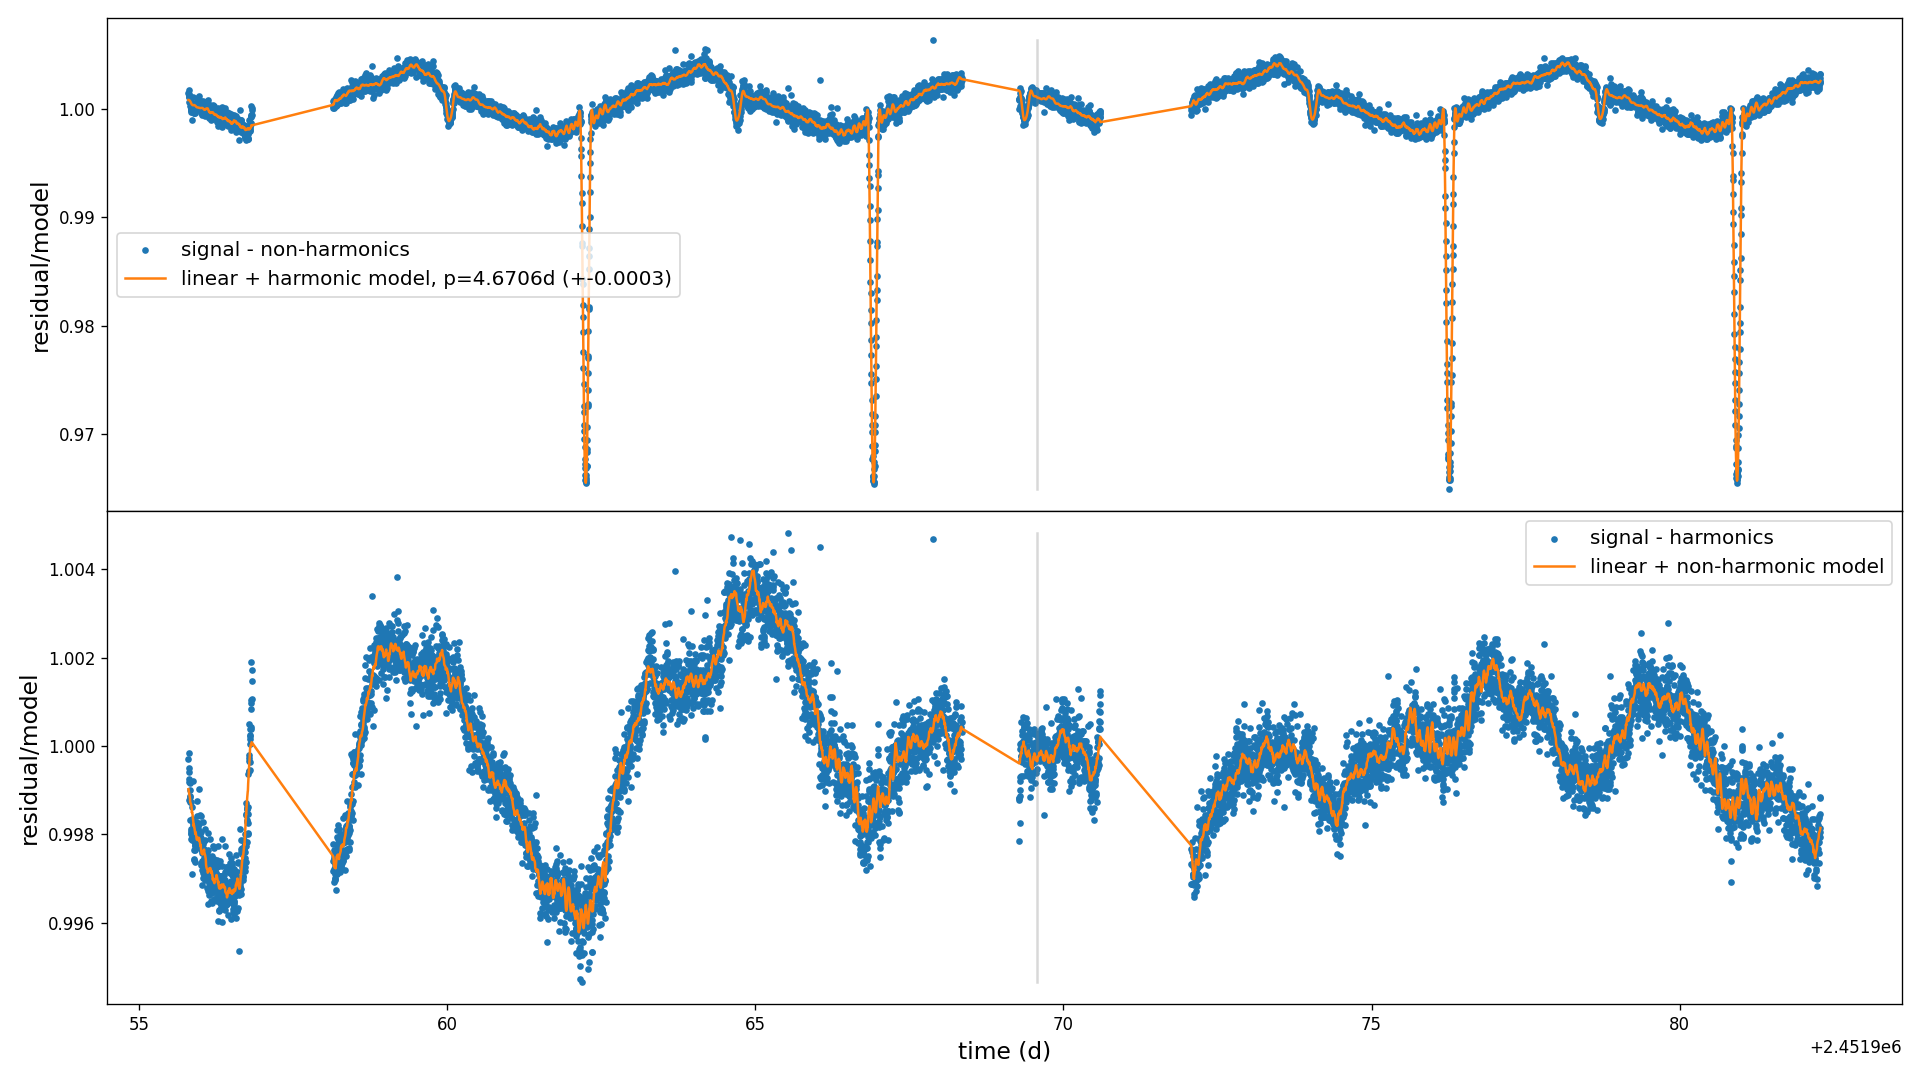 residual/model
1.00
0.99
0.98
0.97
signal - non-harmonics
linear + harmonic model, p=4.6706d (+-0.0003)
residual/model
1.004
1.002
1.000
0.998
0.996
signal - harmonics
linear + non-harmonic model
55
60
65
70
75
80
time (d)
+2.4519e6